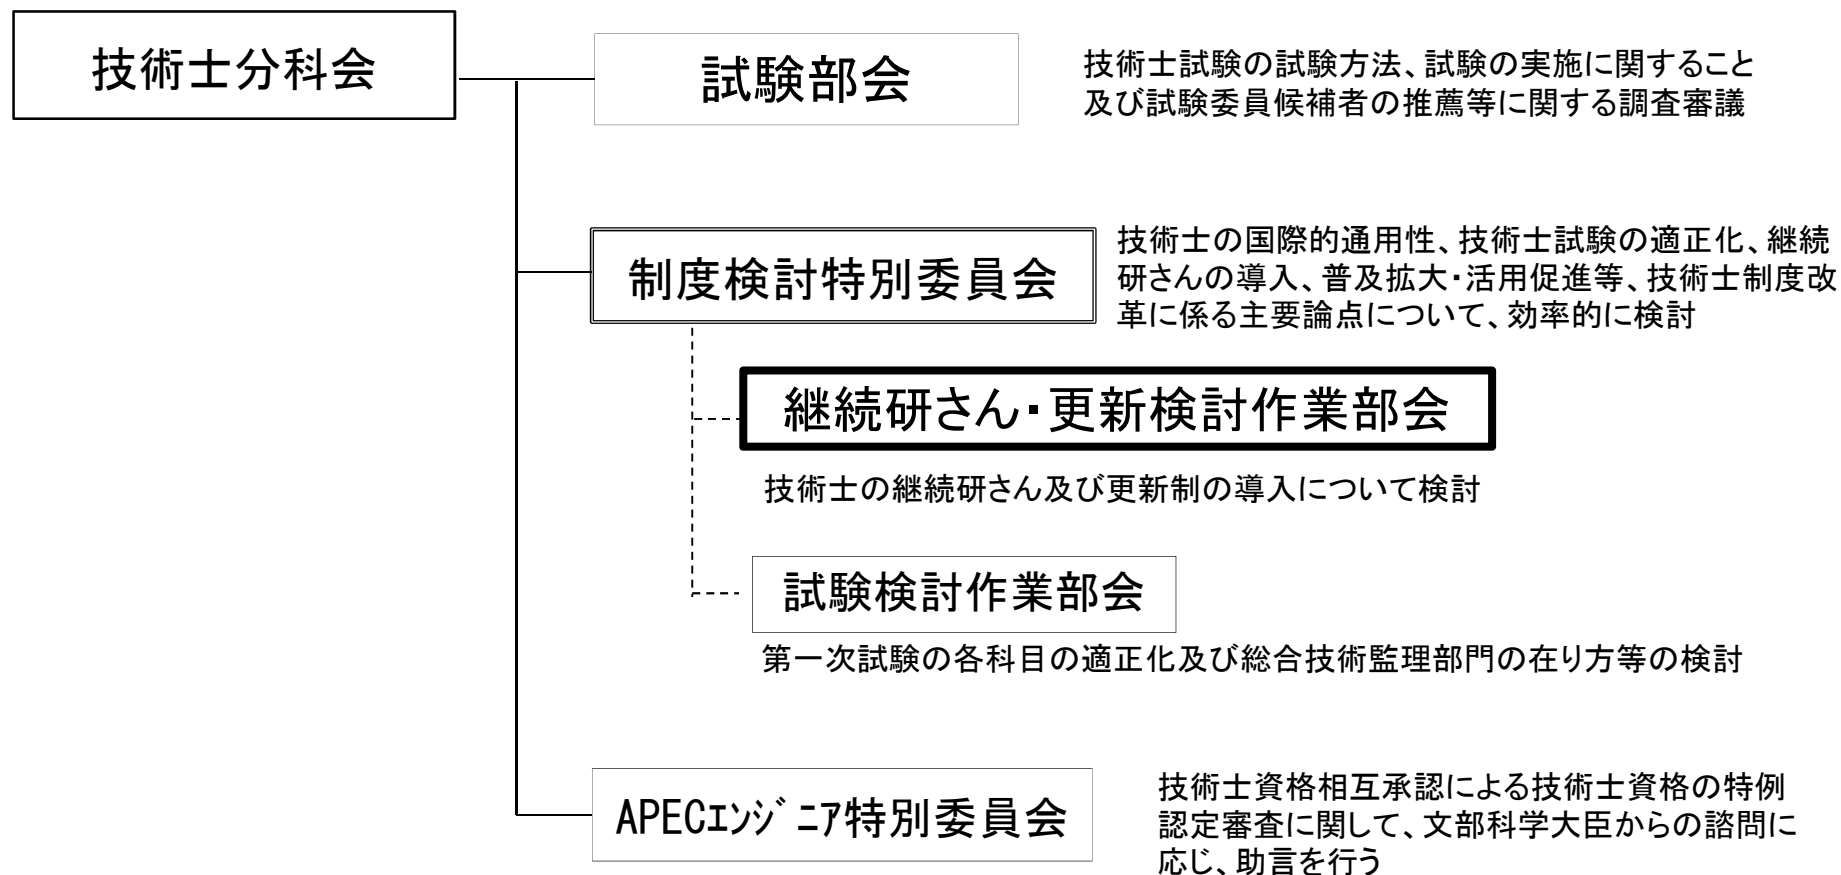 技術士分科会
試験部会
技術士試験の試験方法、試験の実施に関すること
及び試験委員候補者の推薦等に関する調査審議
制度検討特別委員会
技術士の国際的通用性、技術士試験の適正化、継続
研さんの導入、普及拡大・活用促進等、技術士制度改
革に係る主要論点について、効率的に検討
継続研さん・更新検討作業部会
技術士の継続研さん及び更新制の導入について検討
試験検討作業部会
第一次試験の各科目の適正化及び総合技術監理部門の在り方等の検討
APECエンジニア特別委員会
技術士資格相互承認による技術士資格の特例
認定審査に関して、文部科学大臣からの諮問に
応じ、助言を行う